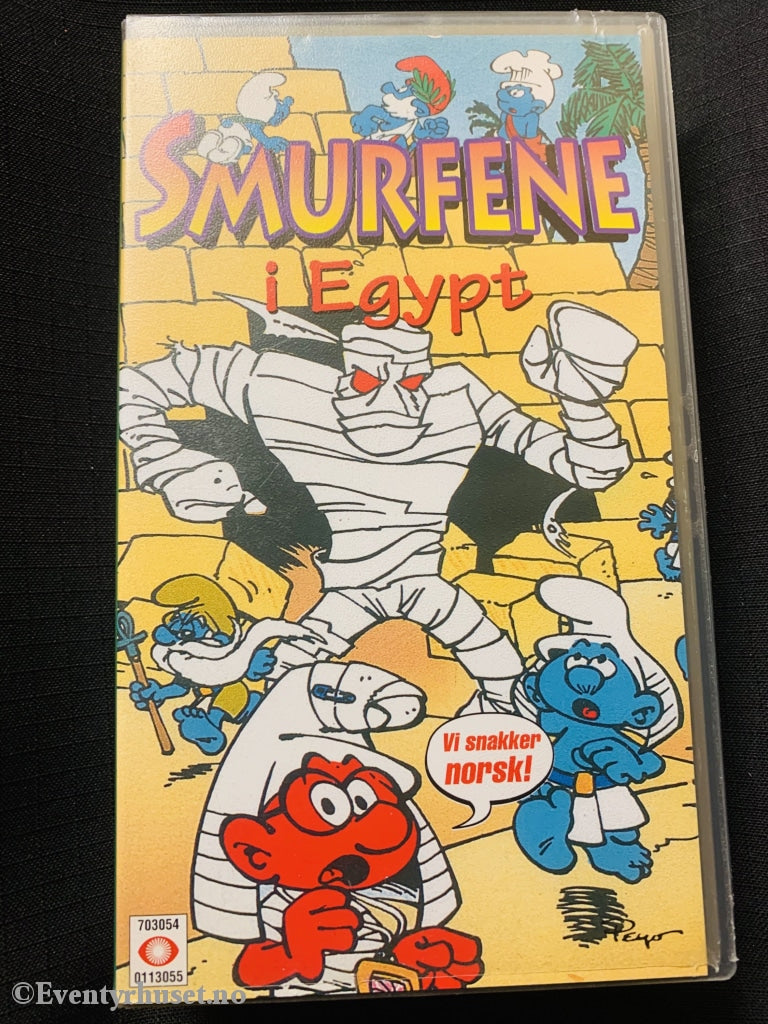 SMURFENE
i Egypt
Vi snakker
norsk!
703054
0113055
Peyo
©Eventyrhuset.no